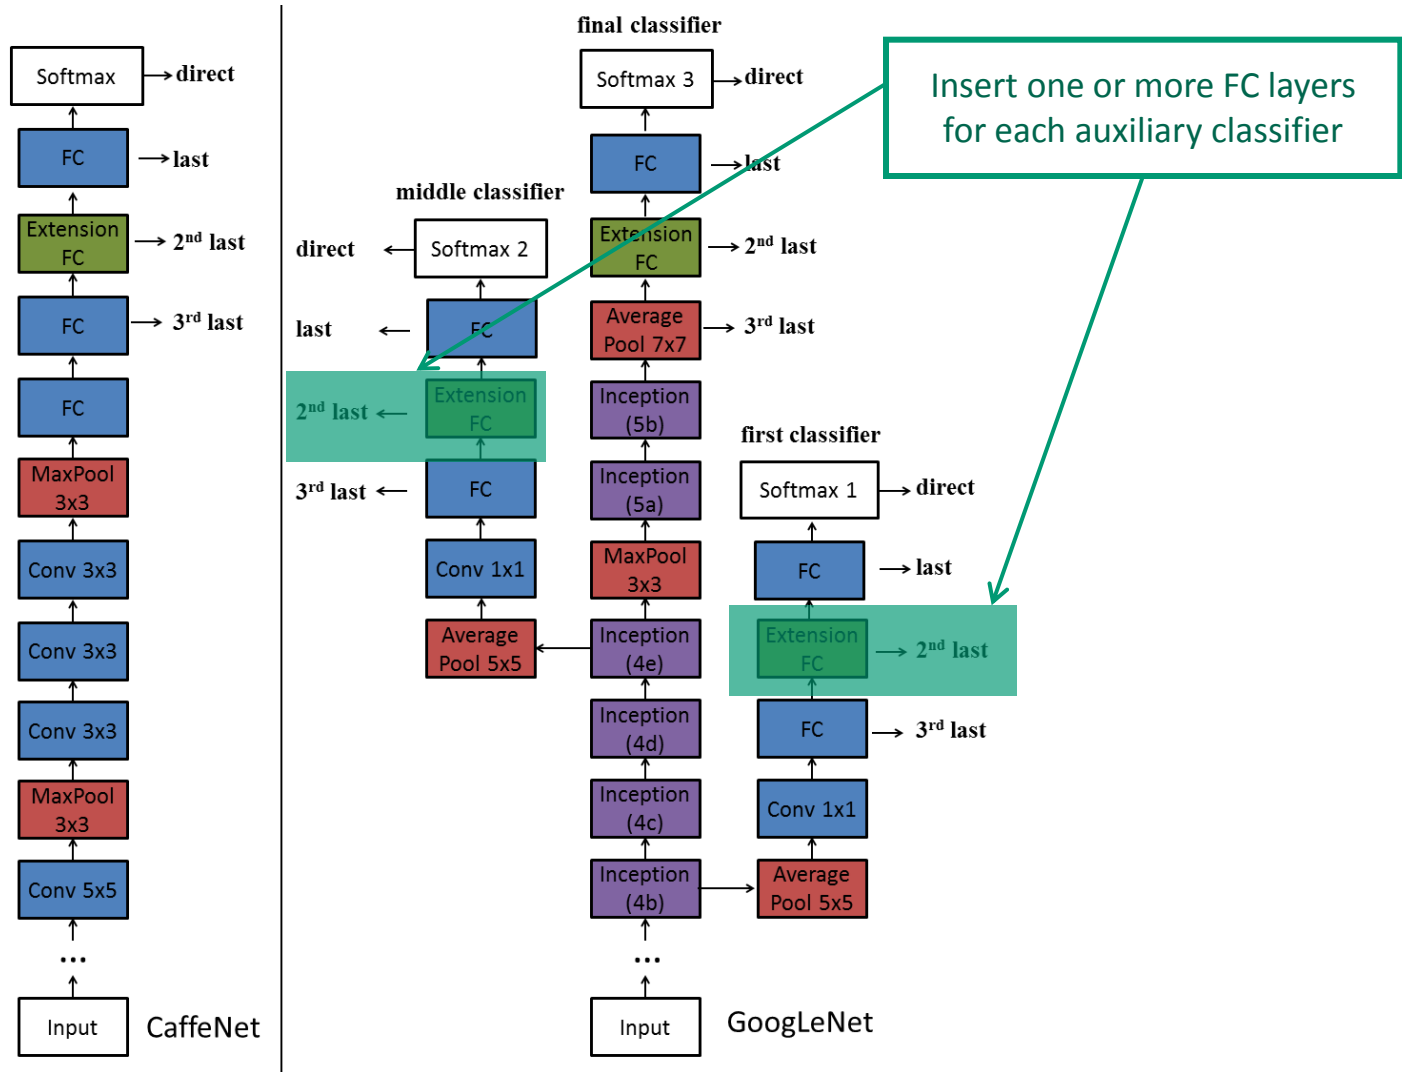 Softmax
direct
FC
last
Extension
FC
2nd last
FC
3rd last
FC
MaxPool
3x3
Conv 3x3
Conv 3x3
Conv 3x3
MaxPool
3x3
Conv 5x5
...
Input
CaffeNet
middle classifier
direct
Softmax 2
last
FC
2nd last
Extension
FC
3rd last
FC
Conv 1x1
Average
Pool 5x5
final classifier
Softmax 3
direct
FC
last
Extension
FC
2nd last
Average
Pool 7x7
3rd last
Inception
(5b)
Inception
(5a)
MaxPool
3x3
Inception
(4e)
Inception
(4d)
Inception
(4c)
Inception
(4b)
...
Input
GoogLeNet
first classifier
Softmax 1
direct
FC
last
Extension
FC
2nd last
FC
3rd last
Conv 1x1
Average
Pool 5x5
Insert one or more FC layers
for each auxiliary classifier